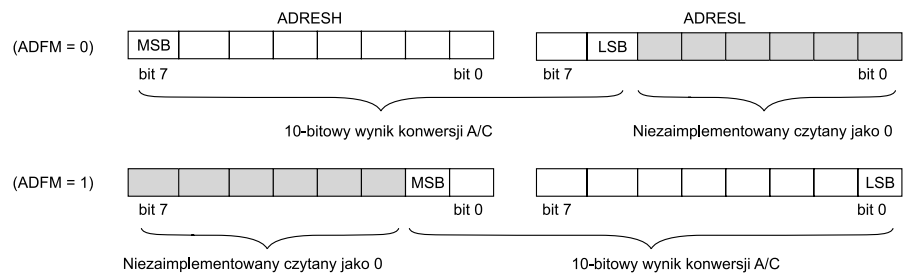 ADRESH ADRESL
(ADFM = 0) MSB LSB
bit 7 bit 0 bit 7 bit 0
10-bitowy wynik konwersji A/C Niezaimplementowany czytany jako 0
(ADFM = 1) MSB LSB
bit 7 bit 0 bit 7 bit 0
Niezaimplementowany czytany jako 0 10-bitowy wynik konwersji A/C